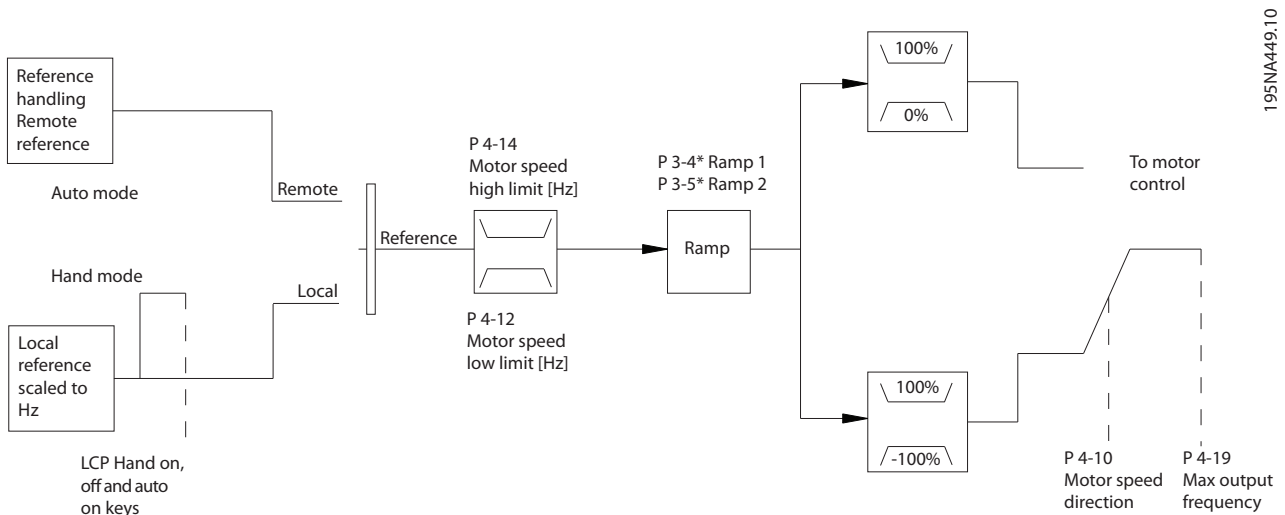 195NA449.10
Reference
handling
Remote
reference
Auto mode
Remote
Hand mode
Local
Local
reference
scaled to
Hz
LCP Hand on,
off and auto
on keys
Reference
P 4-14
Motor speed
high limit [Hz]
P 4-12
Motor speed
low limit [Hz]
P 3-4* Ramp 1
P 3-5* Ramp 2
Ramp
100%
0%
100%
-100%
To motor
control
P 4-10
Motor speed
direction
P 4-19
Max output
frequency